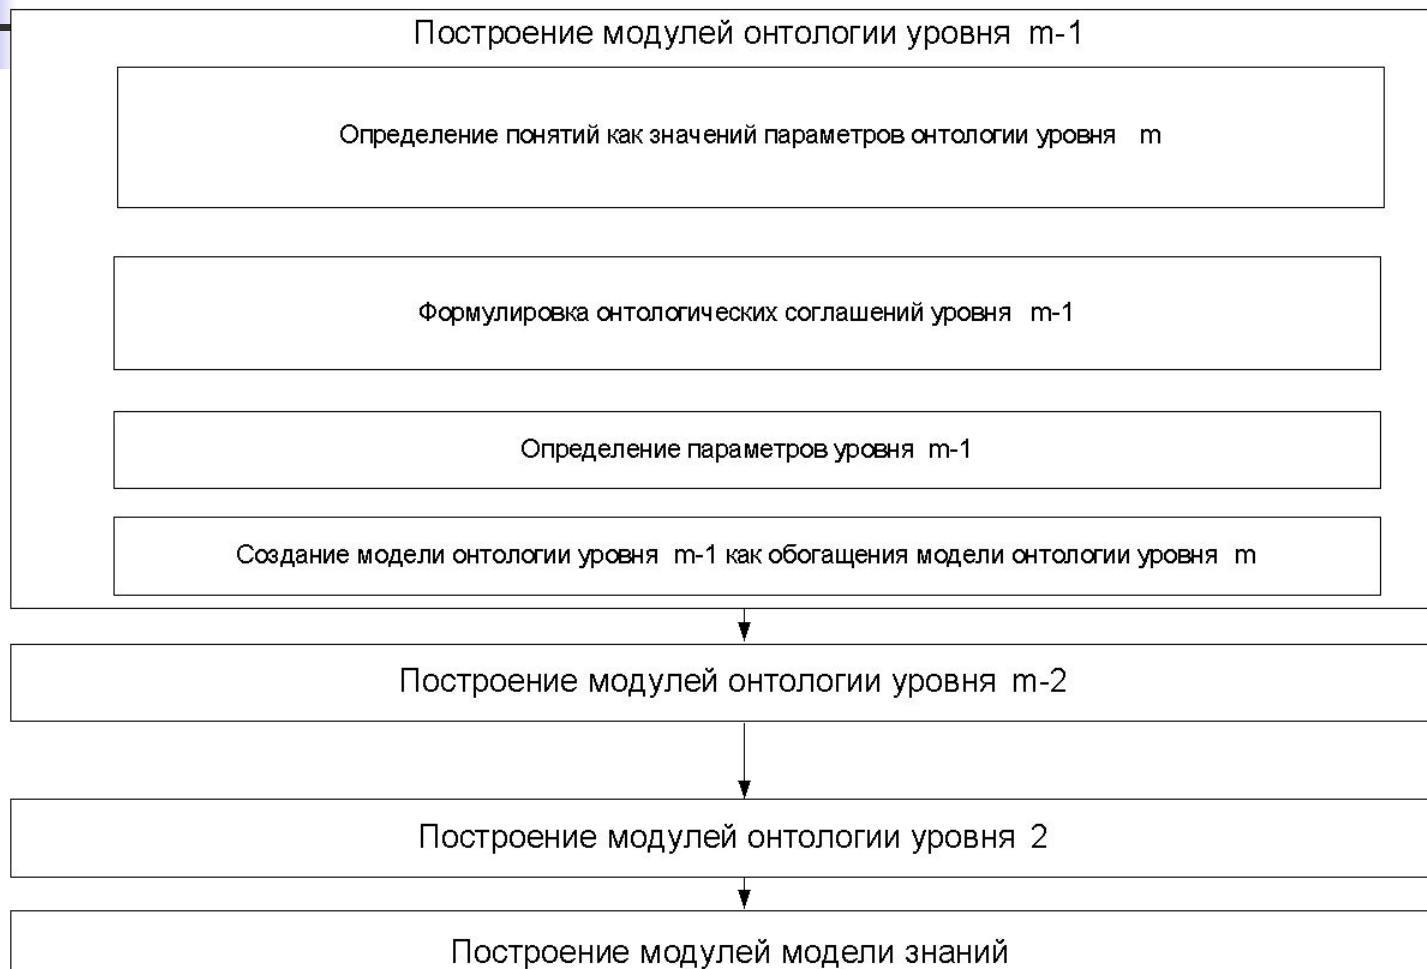 Построение модулей онтологии уровня m-1
Определение понятий как значений параметров онтологии уровня m
Формулировка онтологических соглашений уровня m-1
Определение параметров уровня m-1
Создание модели онтологии уровня m-1 как обогащения модели онтологии уровня m
Построение модулей онтологии уровня m-2
Построение модулей онтологии уровня 2
Построение модулей модели знаний